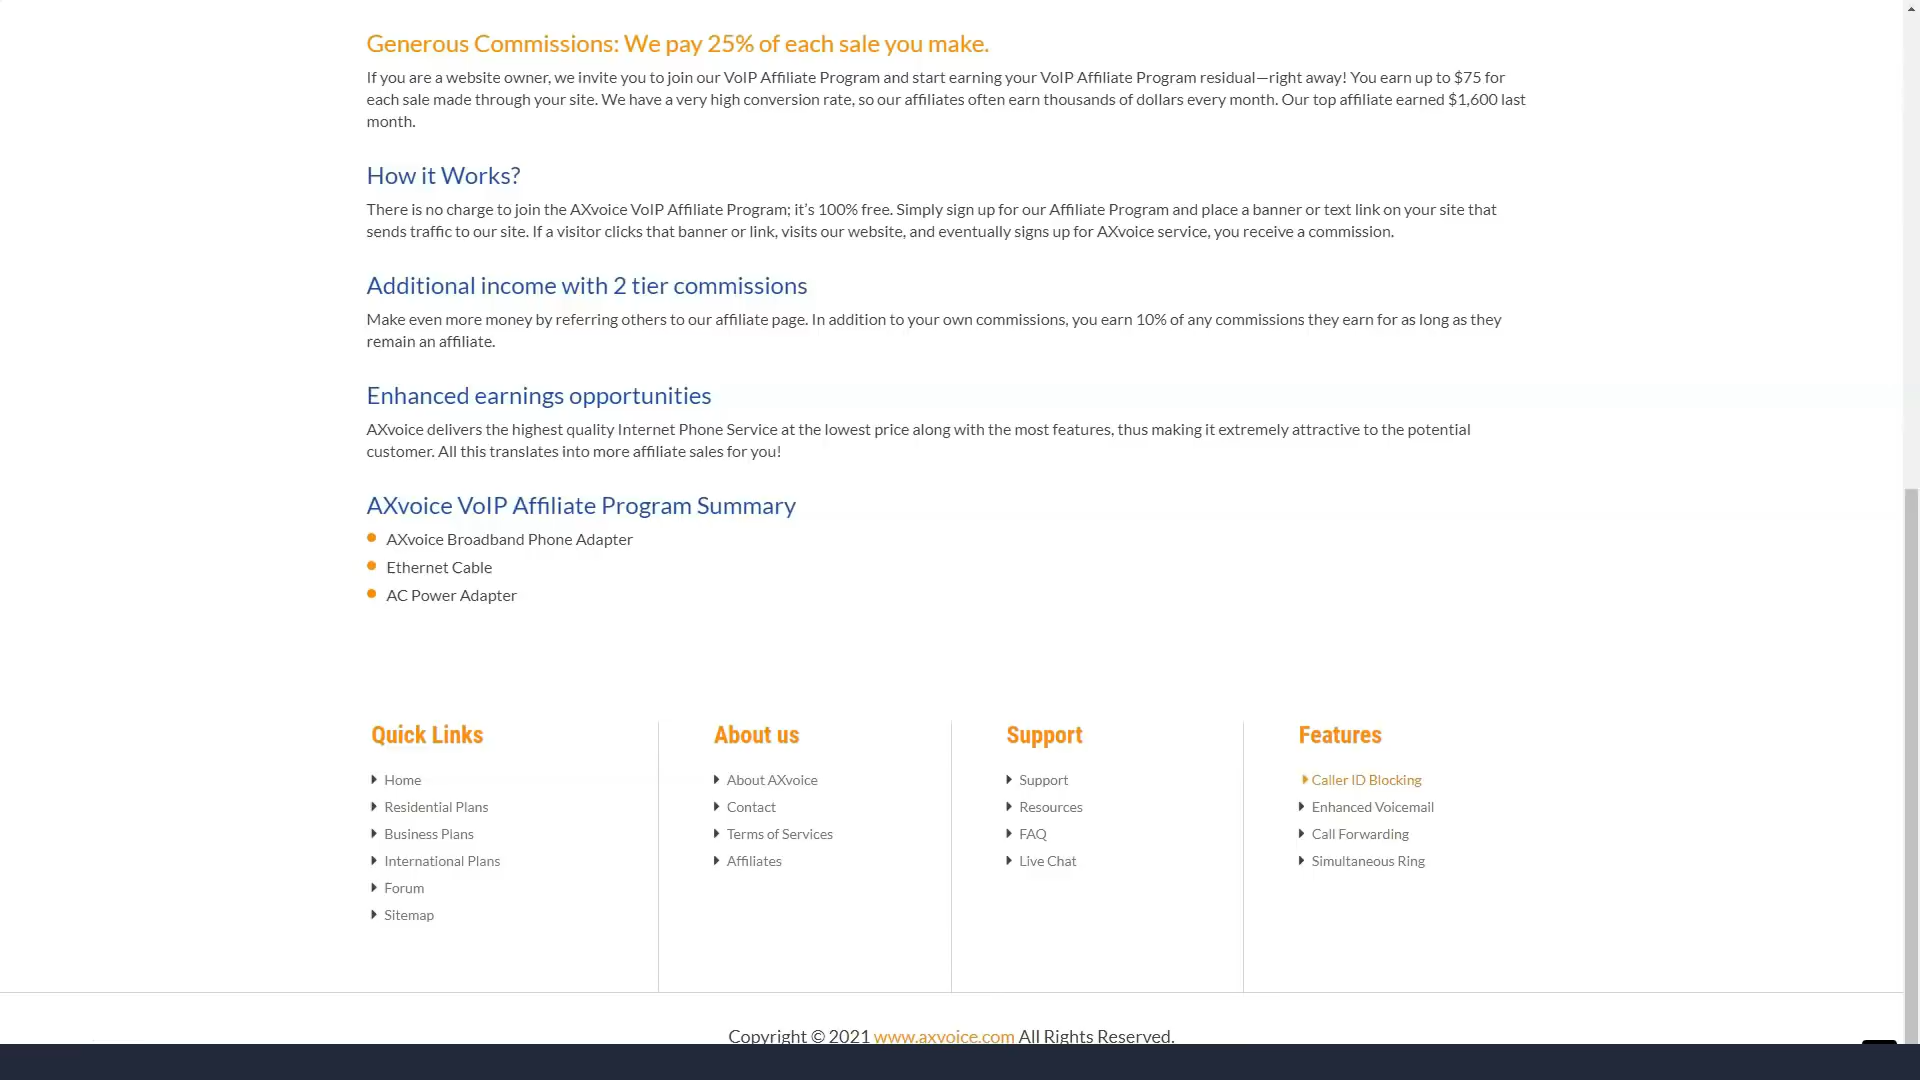 Generous Commissions: We pay 25% of each sale you make.
If you are a website owner, we invite you to join our VoIP Affiliate Program and start earning your VoIP Affiliate Program residual—right away! You earn up to $75 for
each sale made through your site. We have a very high conversion rate, so our affiliates often earn thousands of dollars every month. Our top affiliate earned $1,600 last
month.
How it Works?
There is no charge to join the AXvoice VoIP Affiliate Program; it’s 100% free. Simply sign up for our Affiliate Program and place a banner or text link on your site that
sends traffic to our site. If a visitor clicks that banner or link, visits our website, and eventually signs up for AXvoice service, you receive a commission.
Additional income with 2 tier commissions
Make even more money by referring others to our affiliate page. In addition to your own commissions, you earn 10% of any commissions they earn for as long as they
remain an affiliate.
Enhanced earnings opportunities
AXvoice delivers the highest quality Internet Phone Service at the lowest price along with the most features, thus making it extremely attractive to the potential
customer. All this translates into more affiliate sales for you!
AXvoice VoIP Affiliate Program Summary
AXvoice Broadband Phone Adapter
Ethernet Cable
AC Power Adapter
Quick Links
Home
Residential Plans
Business Plans
International Plans
Forum
Sitemap
About us
About AXvoice
Contact
Terms of Services
Affiliates
Support
Support
Resources
FAQ
Live Chat
Features
Caller ID Blocking
Enhanced Voicemail
Call Forwarding
Simultaneous Ring
Copyright © 2021 www.axvoice.com All Rights Reserved.